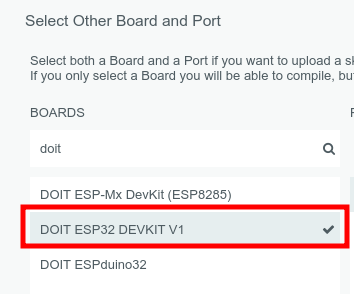 Select Other Board and Port
Select both a Board and a Port if you want to upload a sk
If you only select a Board you will be able to compile, bu
BOARDS
doit
DOIT ESP-Mx DevKit (ESP8285)
DOIT ESP32 DEVKIT V1
DOIT ESPduino32